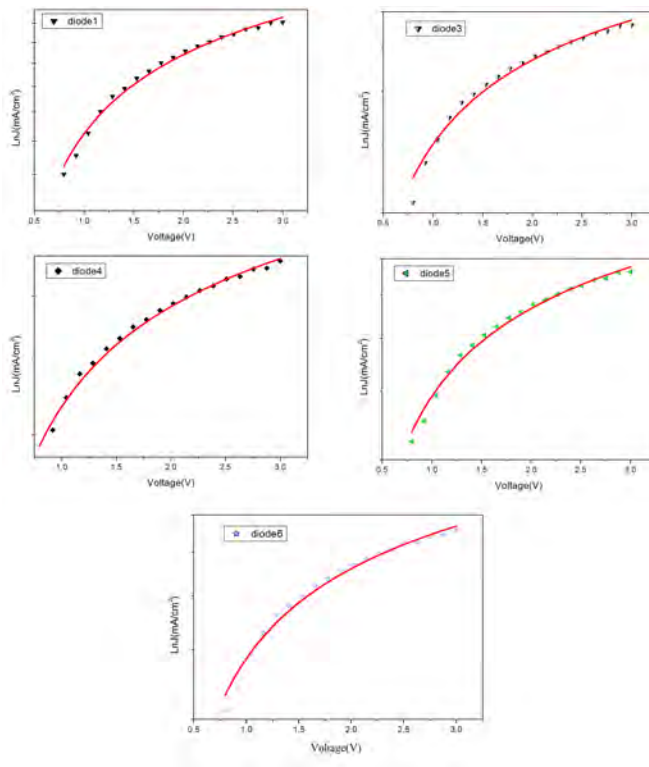 diode1
LnJ(mA/cm²)
0.5 1.0 1.5 2.0 2.5 3.0
Voltage(V)
diode3
LnJ(mA/cm²)
0.5 1.0 1.5 2.0 2.5 3.0
Voltage(V)
diode4
LnJ(mA/cm²)
1.0 1.5 2.0 2.5 3.0
Voltage(V)
diode5
LnJ(mA/cm²)
0.5 1.0 1.5 2.0 2.5 3.0
Voltage(V)
diode6
LnJ(mA/cm²)
0.5 1.0 1.5 2.0 2.5 3.0
Voltage(V)